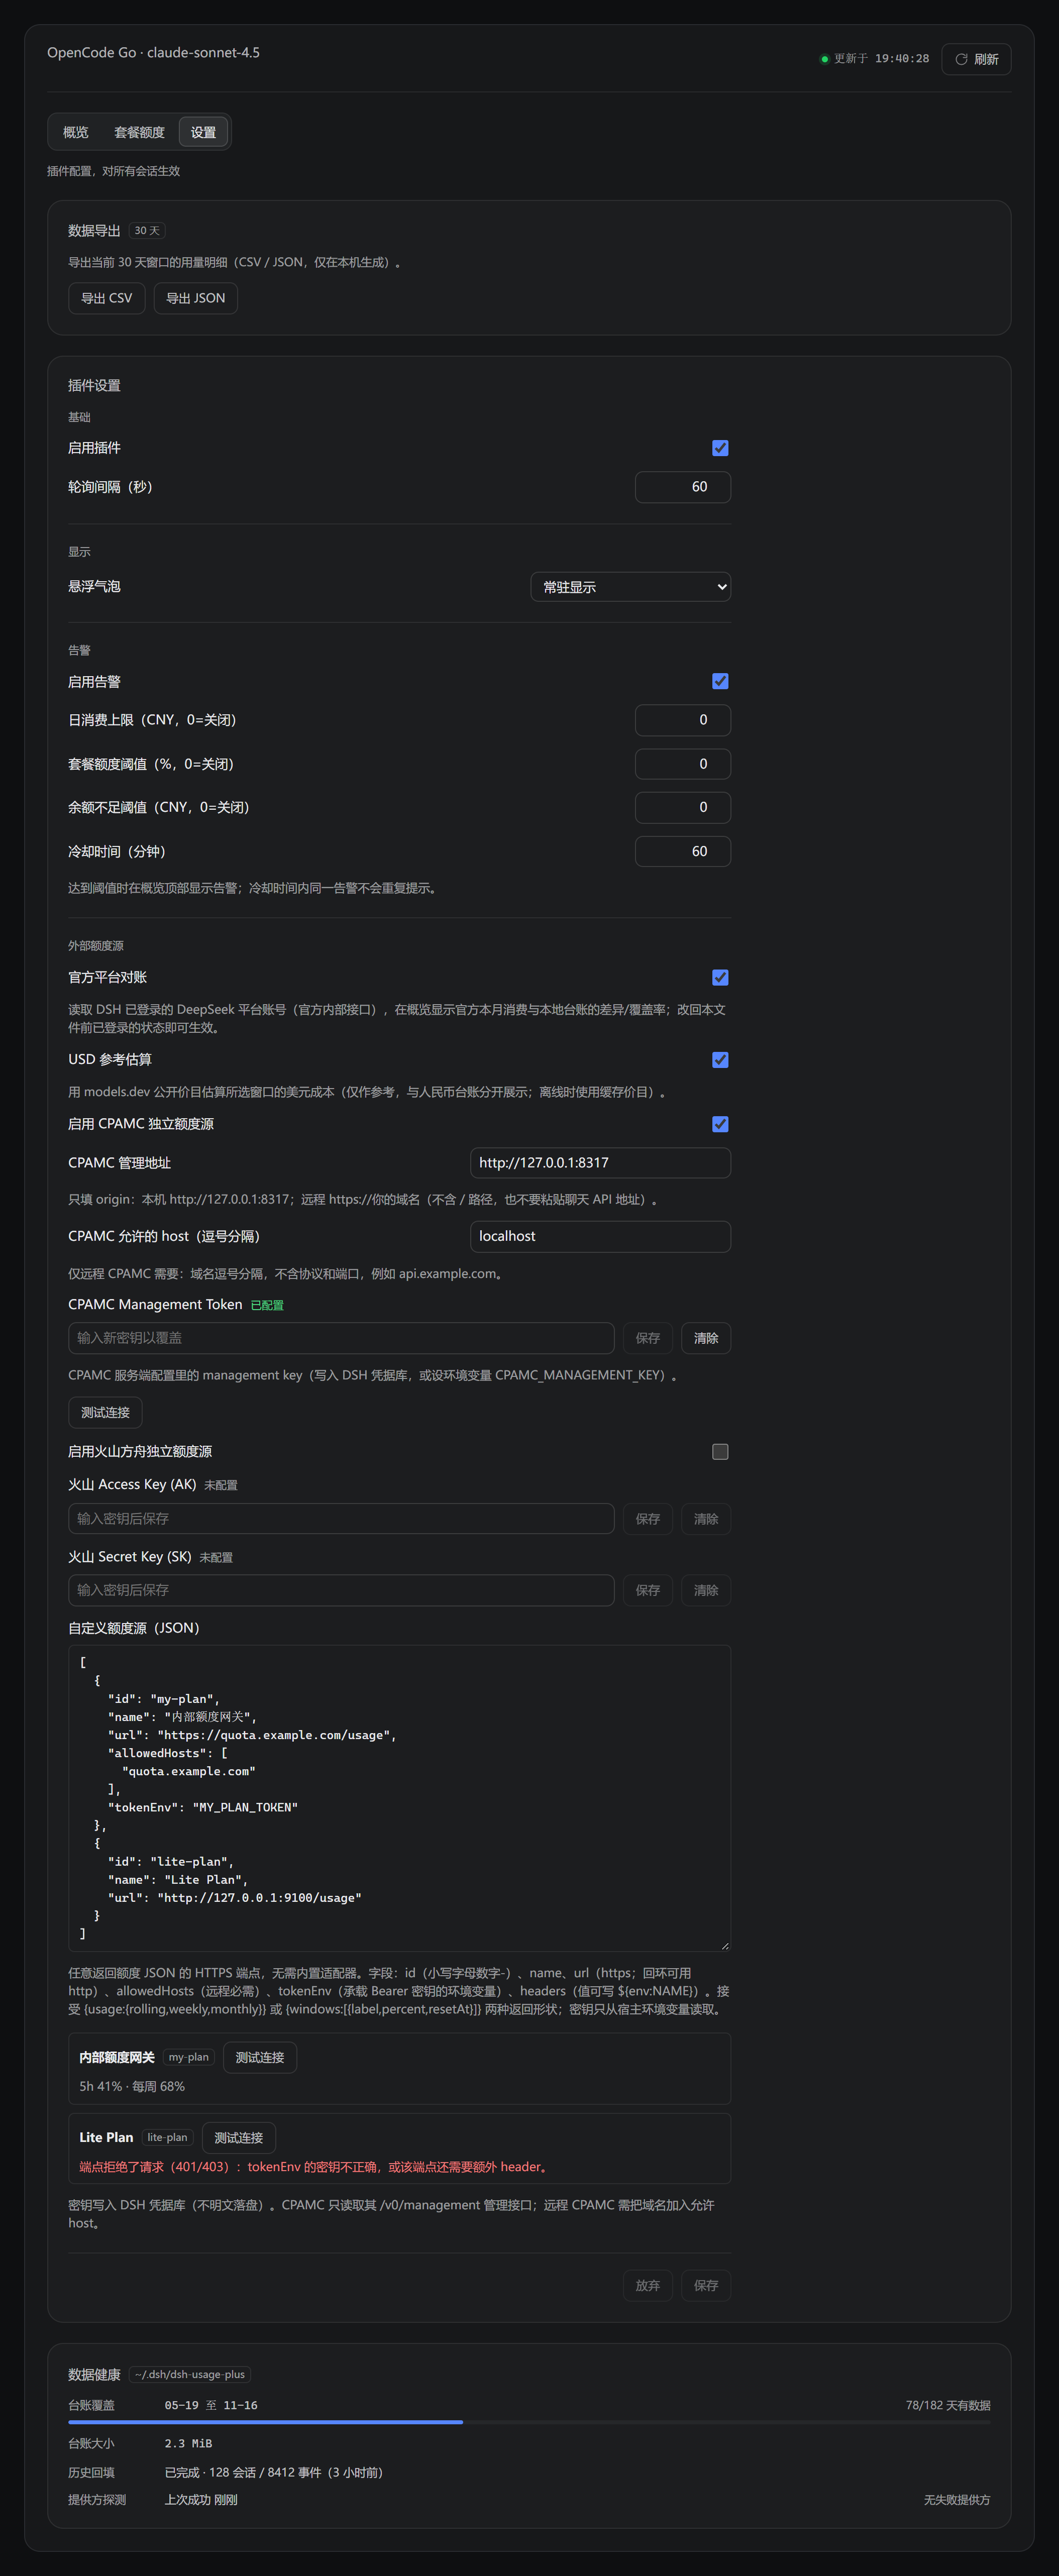 OpenCode Go · claude-sonnet-4.5
更新于 19:40:28
刷新
概览
套餐额度
设置
插件配置，对所有会话生效
数据导出
30 天
导出当前 30 天窗口的用量明细（CSV / JSON，仅在本机生成）。
导出 CSV
导出 JSON
插件设置
基础
启用插件
轮询间隔（秒）
60
显示
悬浮气泡
常驻显示
告警
启用告警
日消费上限（CNY，0=关闭）
0
套餐额度阈值（%，0=关闭）
0
余额不足阈值（CNY，0=关闭）
0
冷却时间（分钟）
60
达到阈值时在概览顶部显示告警；冷却时间内同一告警不会重复提示。
外部额度源
官方平台对账
读取 DSH 已登录的 DeepSeek 平台账号（官方内部接口），在概览显示官方本月消费与本地台账的差异/覆盖率；改回本文
件前已登录的状态即可生效。
USD 参考估算
用 models.dev 公开价目估算所选窗口的美元成本（仅作参考，与人民币台账分开展示；离线时使用缓存价目）。
启用 CPAMC 独立额度源
CPAMC 管理地址
http://127.0.0.1:8317
只填 origin：本机 http://127.0.0.1:8317；远程 https://你的域名（不含 / 路径，也不要粘贴聊天 API 地址）。
CPAMC 允许的 host（逗号分隔）
localhost
仅远程 CPAMC 需要：域名逗号分隔，不含协议和端口，例如 api.example.com。
CPAMC Management Token 已配置
输入新密钥以覆盖
保存
清除
CPAMC 服务端配置里的 management key（写入 DSH 凭据库，或设环境变量 CPAMC_MANAGEMENT_KEY）。
测试连接
启用火山方舟独立额度源
火山 Access Key (AK) 未配置
输入密钥后保存
保存
清除
火山 Secret Key (SK) 未配置
输入密钥后保存
保存
清除
自定义额度源（JSON）
[
  {
    "id": "my-plan",
    "name": "内部额度网关",
    "url": "https://quota.example.com/usage",
    "allowedHosts": [
      "quota.example.com"
    ],
    "tokenEnv": "MY_PLAN_TOKEN"
  },
  {
    "id": "lite-plan",
    "name": "Lite Plan",
    "url": "http://127.0.0.1:9100/usage"
  }
]
任意返回额度 JSON 的 HTTPS 端点，无需内置适配器。字段：id（小写字母数字-）、name、url（https；回环可用
http）、allowedHosts（远程必需）、tokenEnv（承载 Bearer 密钥的环境变量）、headers（值可写 ${env:NAME}）。接
受 {usage:{rolling,weekly,monthly}} 或 {windows:[{label,percent,resetAt}]} 两种返回形状；密钥只从宿主环境变量读取。
内部额度网关
my-plan
测试连接
5h 41% · 每周 68%
Lite Plan
lite-plan
测试连接
端点拒绝了请求（401/403）：tokenEnv 的密钥不正确，或该端点还需要额外 header。
密钥写入 DSH 凭据库（不明文落盘）。CPAMC 只读取其 /v0/management 管理接口；远程 CPAMC 需把域名加入允许
host。
放弃
保存
数据健康
~/.dsh/dsh-usage-plus
台账覆盖
05-19 至 11-16
78/182 天有数据
台账大小
2.3 MiB
历史回填
已完成 · 128 会话 / 8412 事件（3 小时前）
提供方探测
上次成功 刚刚
无失败提供方